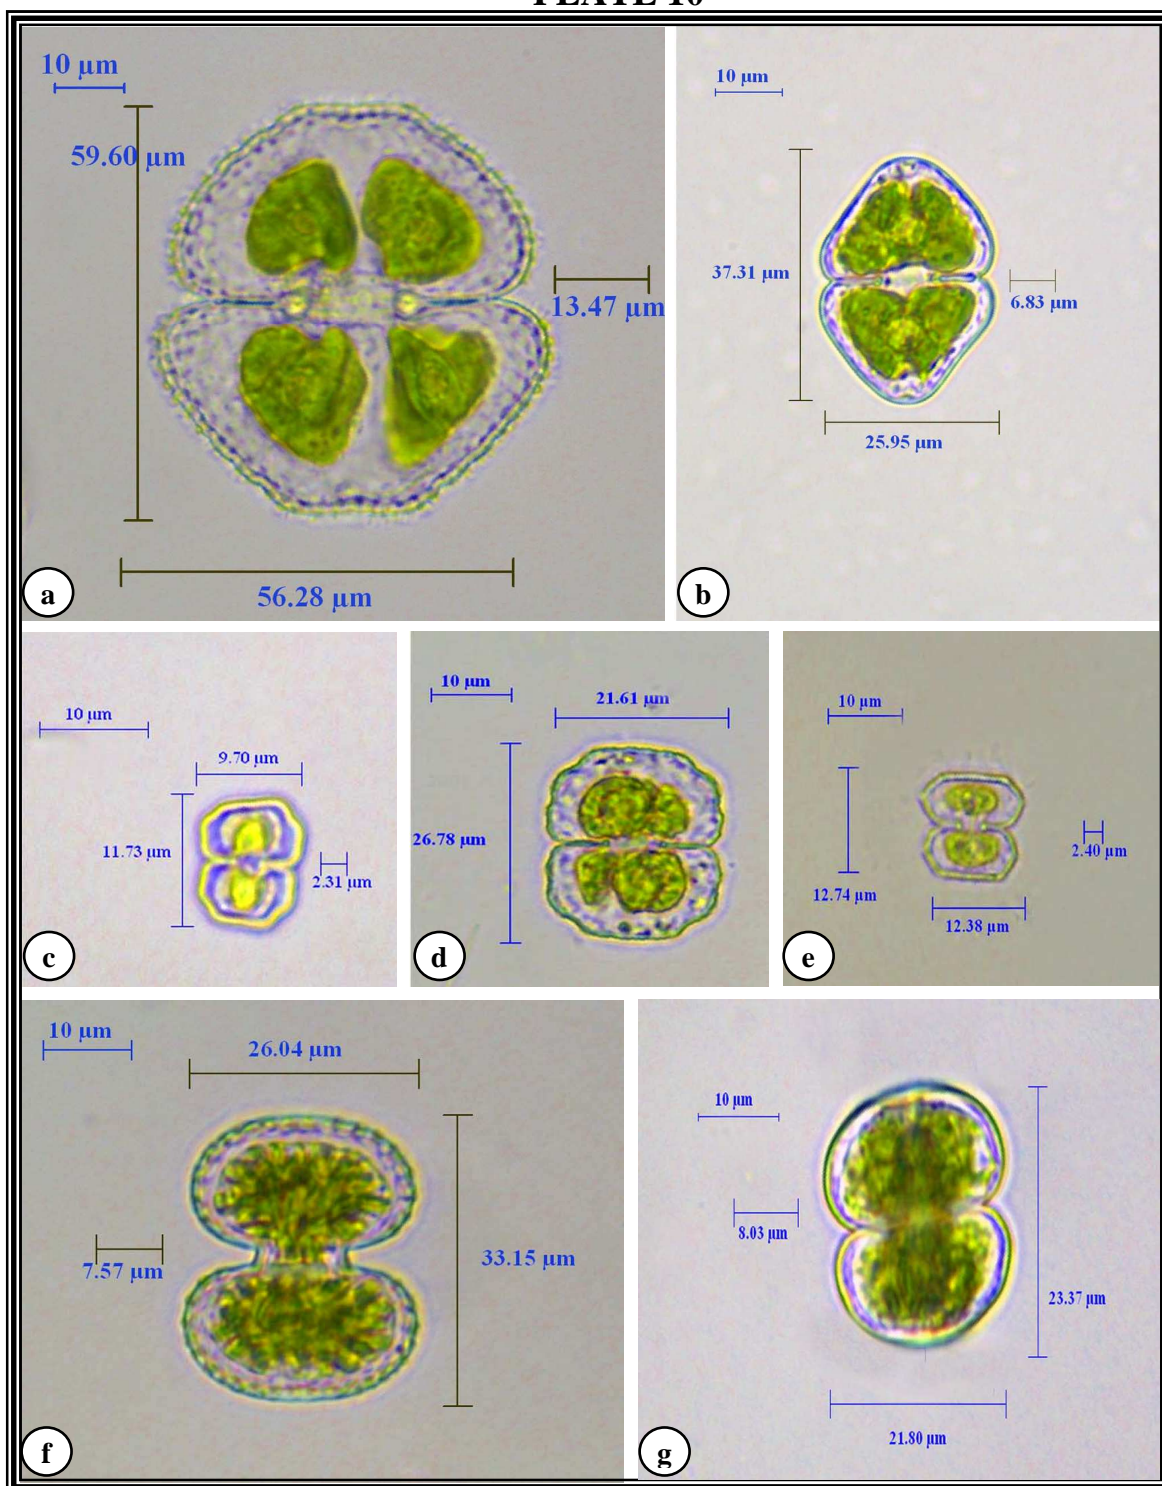 PLATE 10
10 µm
59.60 µm
13.47 µm
56.28 µm
a
10 µm
37.31 µm
6.83 µm
25.95 µm
b
10 µm
9.70 µm
11.73 µm
2.31 µm
c
10 µm
21.61 µm
26.78 µm
d
10 µm
2.40 µm
12.74 µm
12.38 µm
e
10 µm
26.04 µm
33.15 µm
7.57 µm
f
10 µm
8.03 µm
23.37 µm
21.80 µm
g